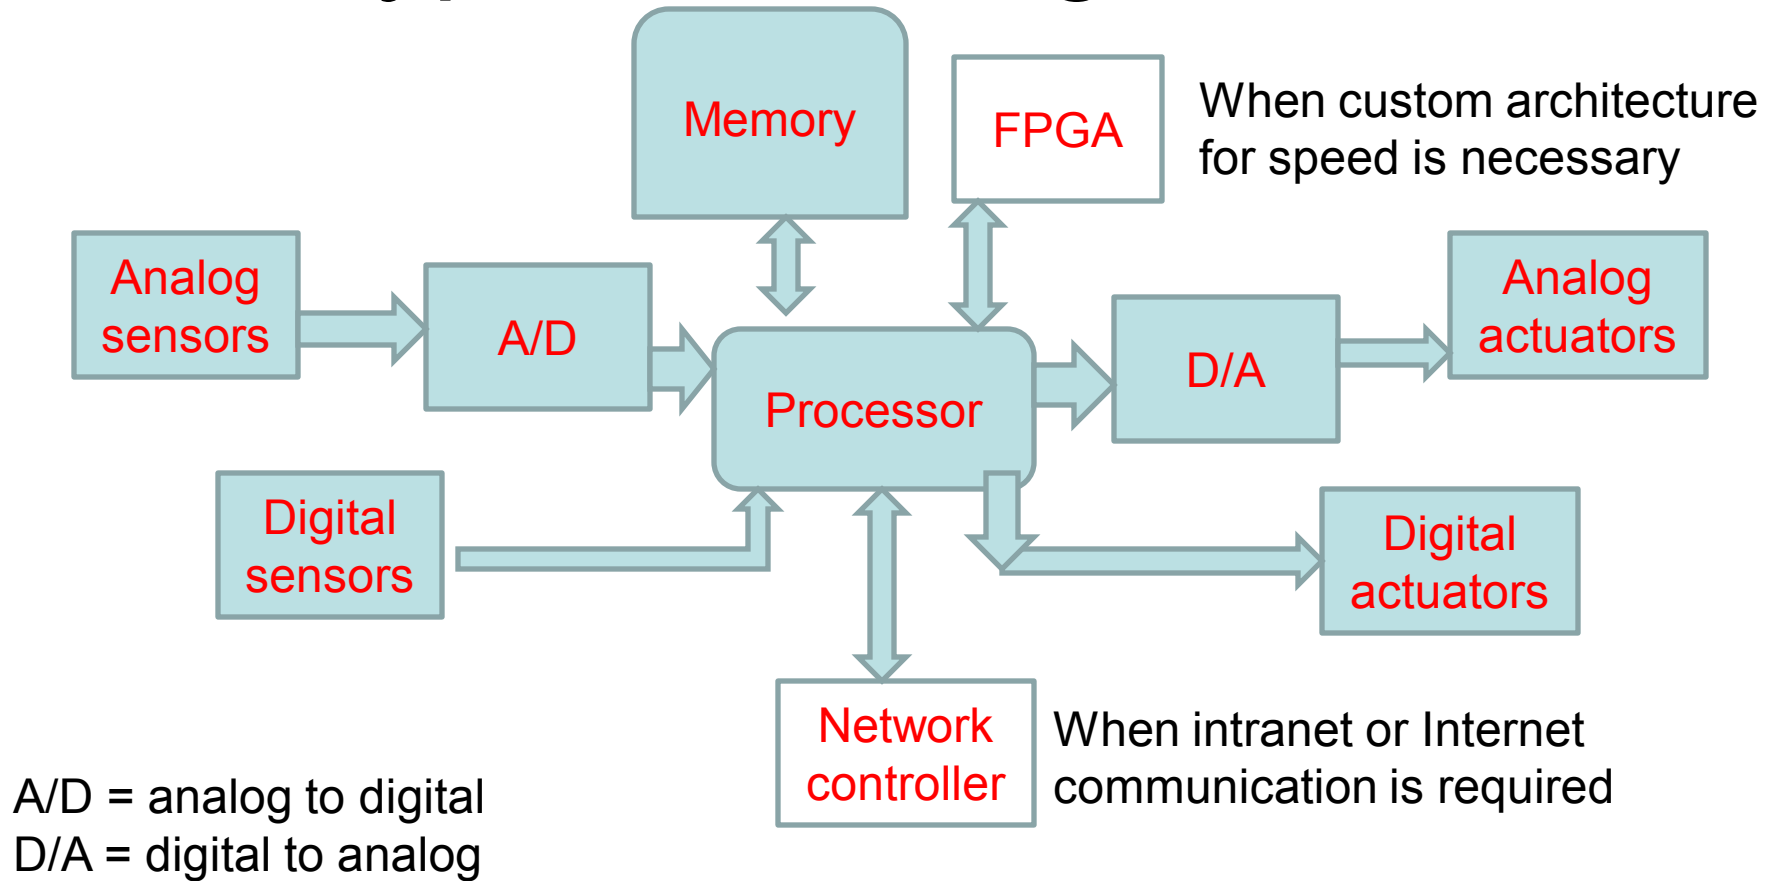 Memory
FPGA
When custom architecture
for speed is necessary
Analog
sensors
A/D
Processor
D/A
Analog
actuators
Digital
sensors
Digital
actuators
Network
controller
When intranet or Internet
communication is required
A/D = analog to digital
D/A = digital to analog